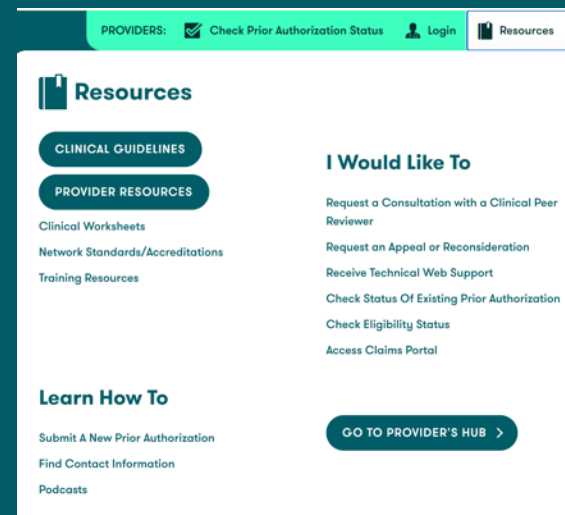 PROVIDERS: Check Prior Authorization Status Login Resources
Resources
CLINICAL GUIDELINES
PROVIDER RESOURCES
Clinical Worksheets
Network Standards/Accreditations
Training Resources
I Would Like To
Request a Consultation with a Clinical Peer
Reviewer
Request an Appeal or Reconsideration
Receive Technical Web Support
Check Status Of Existing Prior Authorization
Check Eligibility Status
Access Claims Portal
Learn How To
Submit A New Prior Authorization
Find Contact Information
Podcasts
GO TO PROVIDER'S HUB >